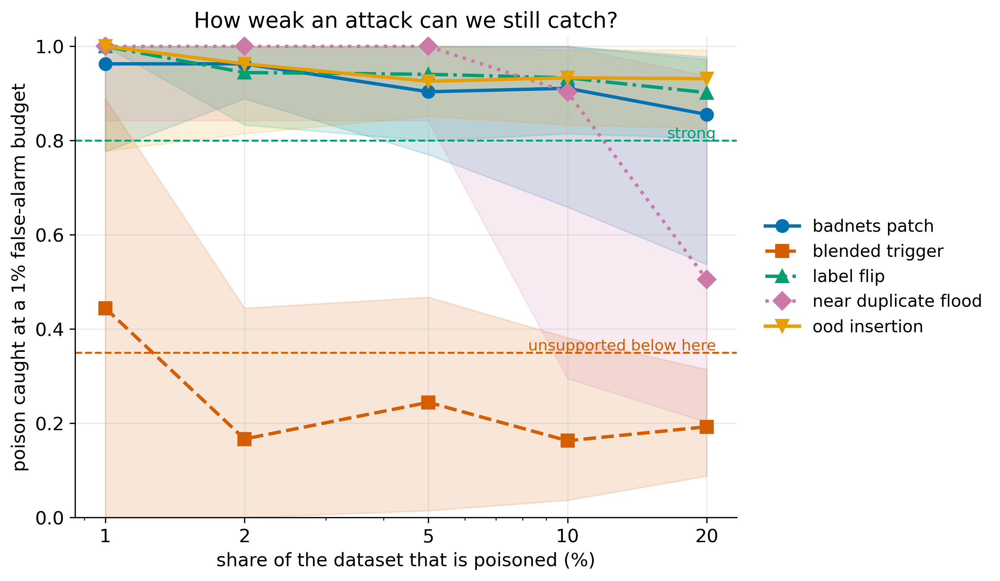 How weak an attack can we still catch?
poison caught at a 1% false-alarm budget
1.0
0.8
0.6
0.4
0.2
0.0
strong
unsupported below here
1 2 5 10 20
share of the dataset that is poisoned (%)
badnets patch
blended trigger
label flip
near duplicate flood
ood insertion